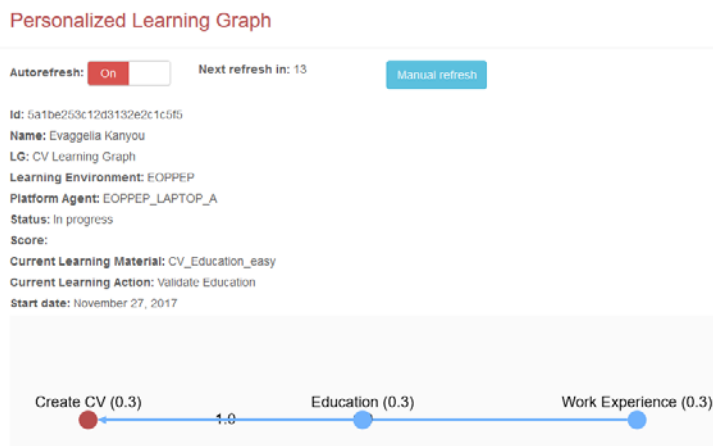 Personalized Learning Graph
Autorefresh: On Next refresh in: 13 Manual refresh
Id: 5a1be253c12d3132e2c1c5f5
Name: Evaggelia Kanyou
LG: CV Learning Graph
Learning Environment: EOPPEP
Platform Agent: EOPPEP_LAPTOP_A
Status: In progress
Score:
Current Learning Material: CV_Education_easy
Current Learning Action: Validate Education
Start date: November 27, 2017
Create CV (0.3) Education (0.3) Work Experience (0.3)
1.0